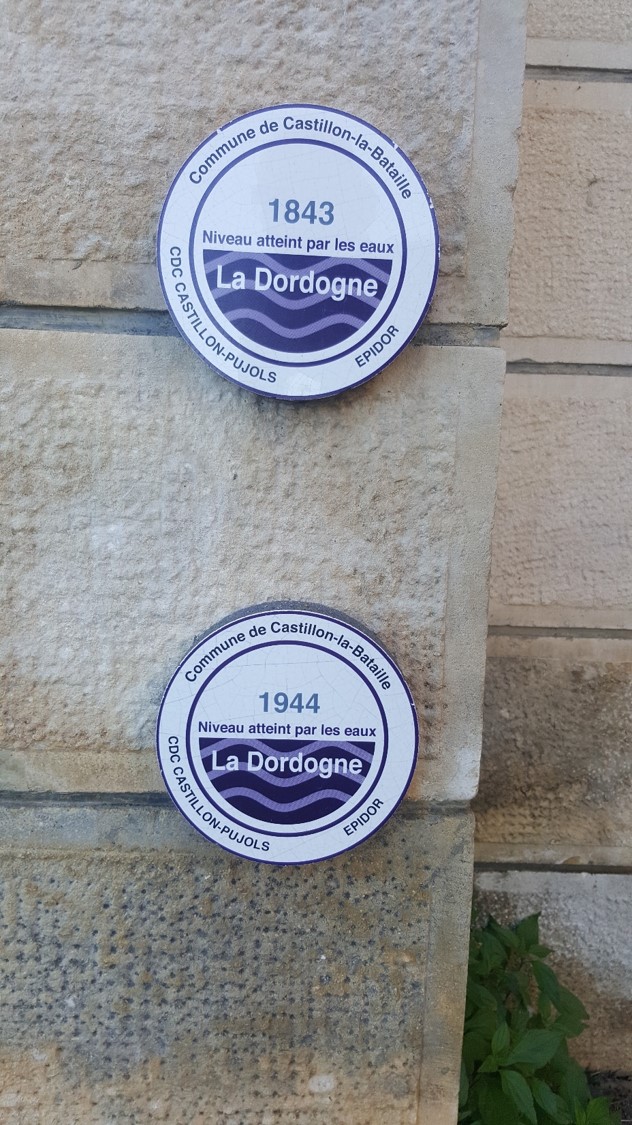 Commune de Castillon-la-Bataille
1843
Niveau atteint par les eaux
La Dordogne
CDC CASTILLON-PUJOLS
EPIDOR
Commune de Castillon-la-Bataille
1944
Niveau atteint par les eaux
La Dordogne
CDC CASTILLON-PUJOLS
EPIDOR